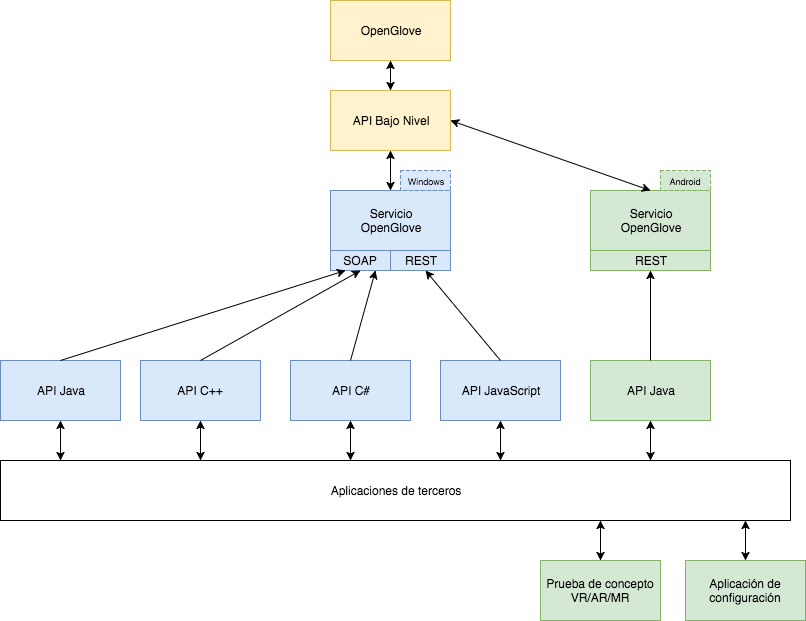 OpenGlove
API Bajo Nivel
Windows
Android
Servicio
OpenGlove
Servicio
OpenGlove
SOAP
REST
REST
API Java
API C++
API C#
API JavaScript
API Java
Aplicaciones de terceros
Prueba de concepto
VR/AR/MR
Aplicación de
configuración